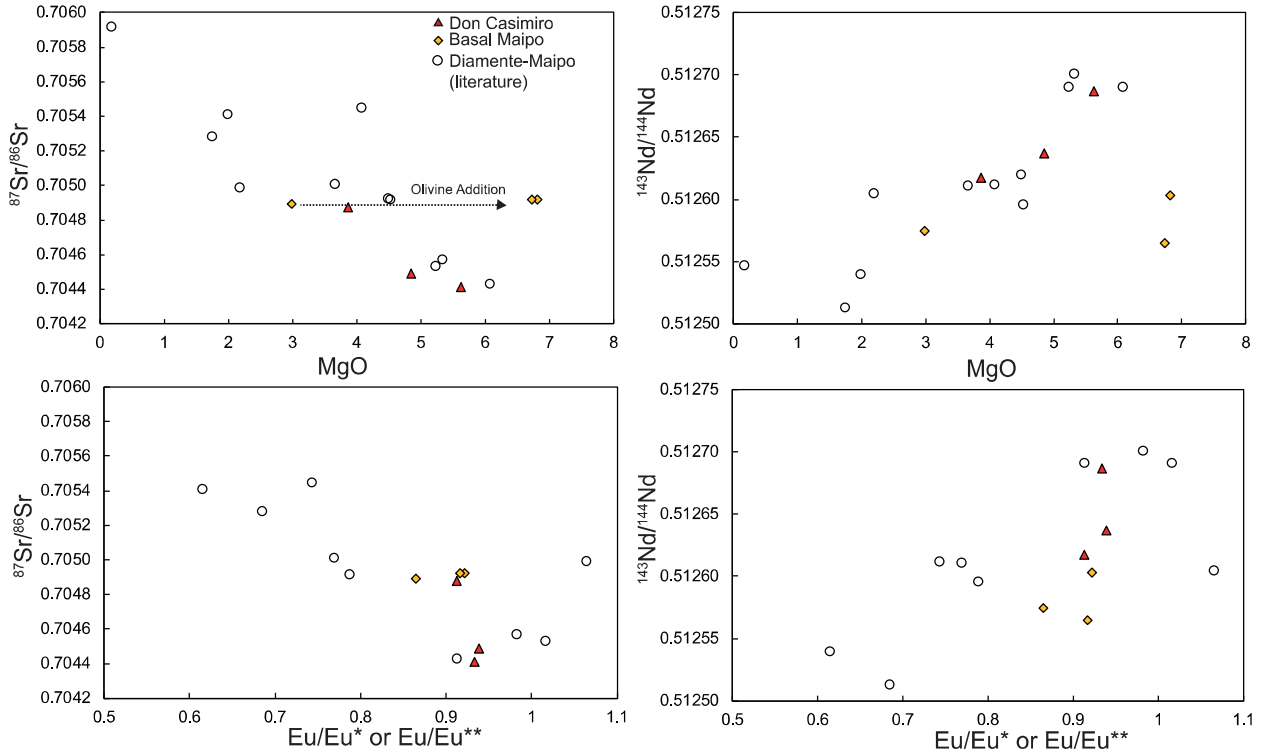 0.7060
0.7058
0.7056
0.7054
0.7052
0.7050
0.7048
0.7046
0.7044
0.7042
⁸⁷Sr/⁸⁶Sr
Don Casimiro
Basal Maipo
Diamente-Maipo
(literature)
Olivine Addition
0 1 2 3 4 5 6 7 8
MgO
0.51275
0.51270
0.51265
0.51260
0.51255
0.51250
¹⁴³Nd/¹⁴⁴Nd
0 1 2 3 4 5 6 7 8
MgO
0.7060
0.7058
0.7056
0.7054
0.7052
0.7050
0.7048
0.7046
0.7044
0.7042
⁸⁷Sr/⁸⁶Sr
0.5 0.6 0.7 0.8 0.9 1 1.1
Eu/Eu* or Eu/Eu**
0.51275
0.51270
0.51265
0.51260
0.51255
0.51250
¹⁴³Nd/¹⁴⁴Nd
0.5 0.6 0.7 0.8 0.9 1 1.1
Eu/Eu* or Eu/Eu**